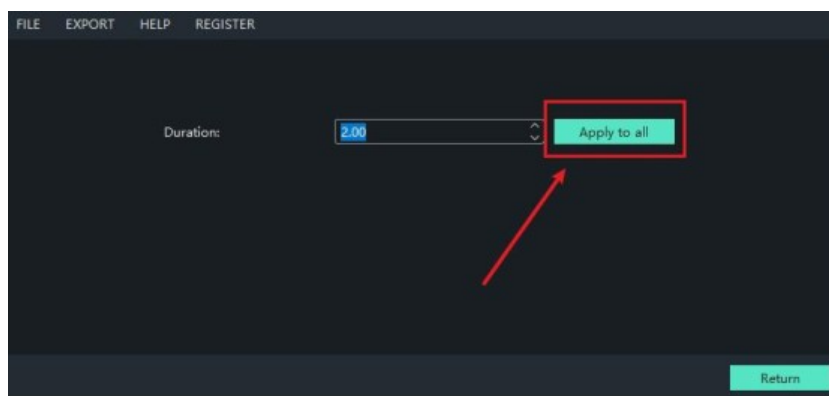 FILE EXPORT HELP REGISTER
Duration: 2.00 Apply to all
Return